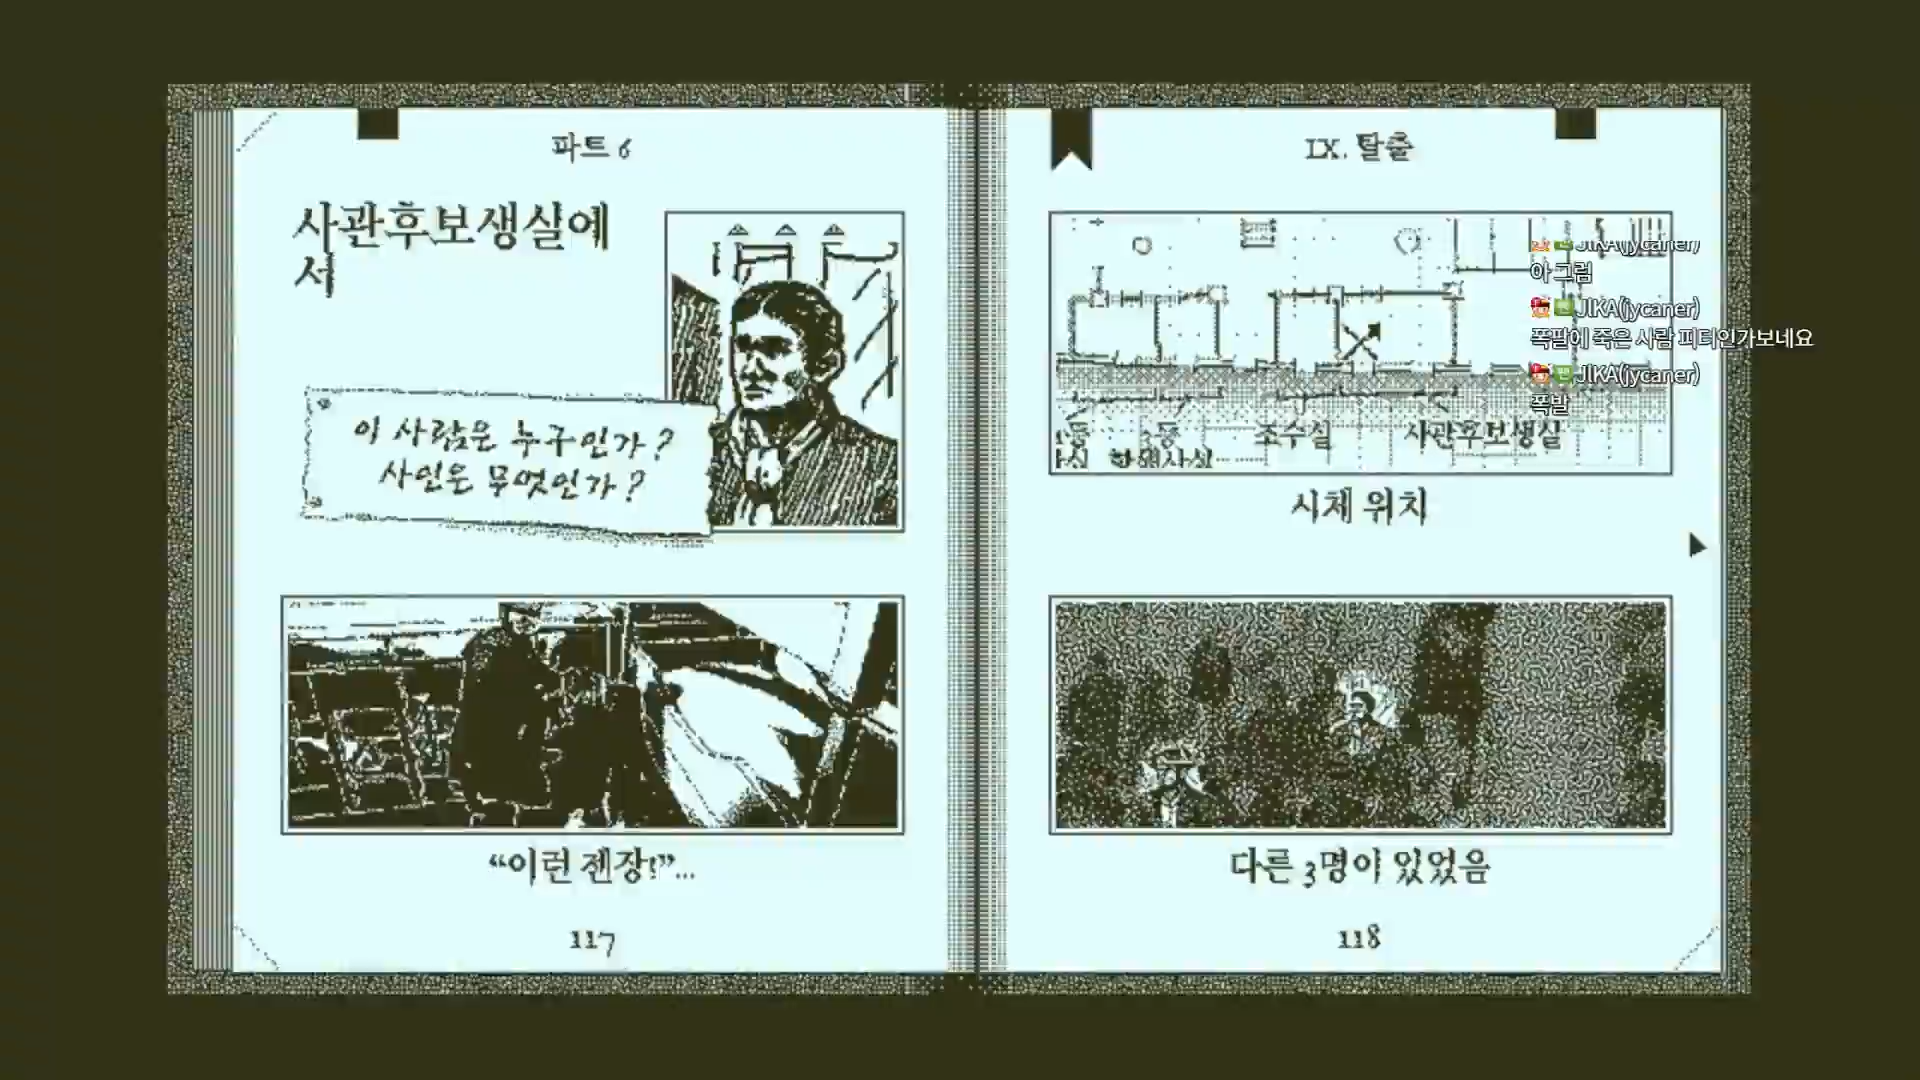 파트 6
사관후보생실에
서
이 사람은 누구인가?
사인은 무엇인가?
“이런 젠장!”...
117
IX. 탈출
JIKA(jycaner)
아 그럼
JIKA(jycaner)
폭팔에 죽은 사람 피터인가보네요
JIKA(jycaner)
폭발
조수실
사관후보생실
시체 위치
다른 3명이 있었음
118